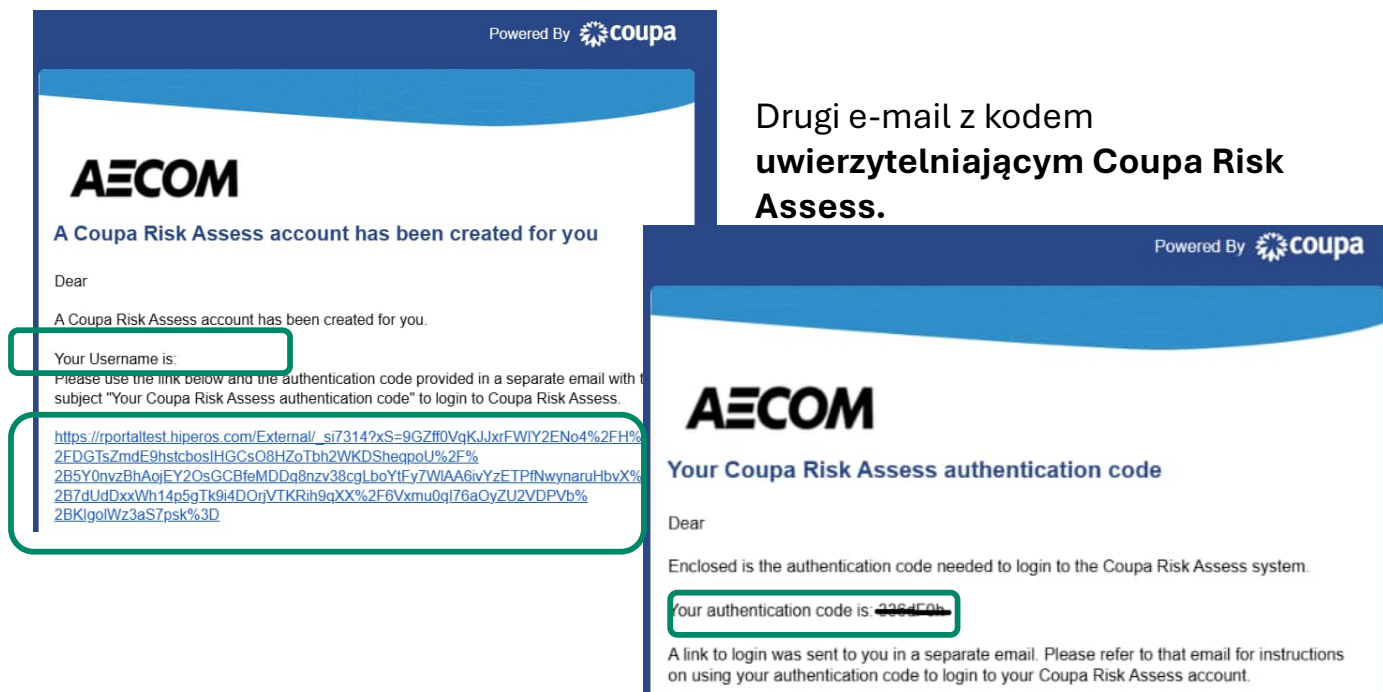 Powered By coupa
AECOM
A Coupa Risk Assess account has been created for you
Dear
A Coupa Risk Assess account has been created for you.
Your Username is:
Please use the link below and the authentication code provided in a separate email with
subject "Your Coupa Risk Assess authentication code" to login to Coupa Risk Assess.
https://rportaltest.hiperos.com/External/_si7314?xS=9GZff0VqKJJxrFWIY2ENo4%2FH%
2FDGTsZmdE9hstcbosIHGCsO8HZoTbh2WKDSheqpoU%2F%
2B5Y0nvzBhAojEY2OsGCBfeMDDq8nzv38cgLboYtFy7WlAA6ivYzETPfNwynaruHbvX%
2B7dUdDxxWh14p5gTk9i4DOrjVTKRih9qXX%2F6Vxmu0qI76aOyZU2VDPVb%
2BKIgolWz3aS7psk%3D
Drugi e-mail z kodem
uwierzytelniającym Coupa Risk
Assess.
Powered By coupa
AECOM
Your Coupa Risk Assess authentication code
Dear
Enclosed is the authentication code needed to login to the Coupa Risk Assess system.
Your authentication code is:
A link to login was sent to you in a separate email. Please refer to that email for instructions
on using your authentication code to login to your Coupa Risk Assess account.